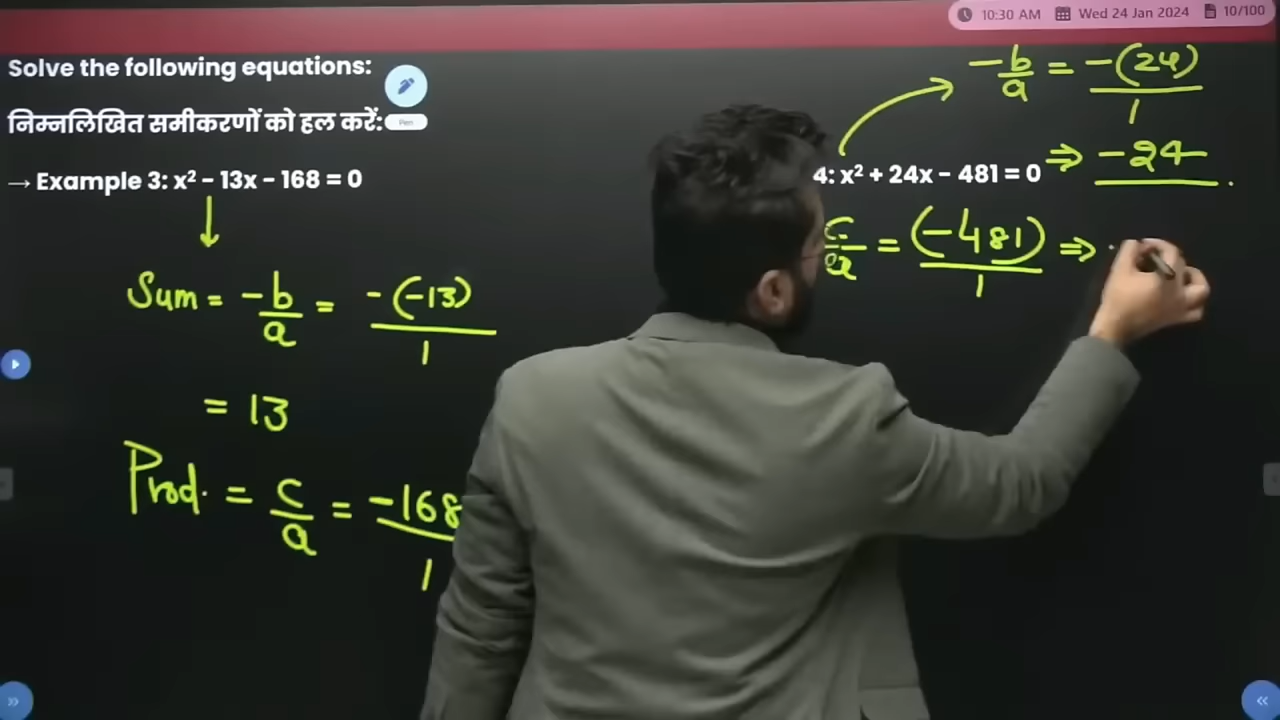 10:30 AM Wed 24 Jan 2024 10/100
Solve the following equations:
Pen
निम्नलिखित समीकरणों को हल करें:
→ Example 3: x² - 13x - 168 = 0
Sum = -b/a = -(-13)/1
= 13
Prod. = c/a = -168/1
-b/a = -(24)/1
4: x² + 24x - 481 = 0 ⇒ -24
c/a = (-481)/1 ⇒